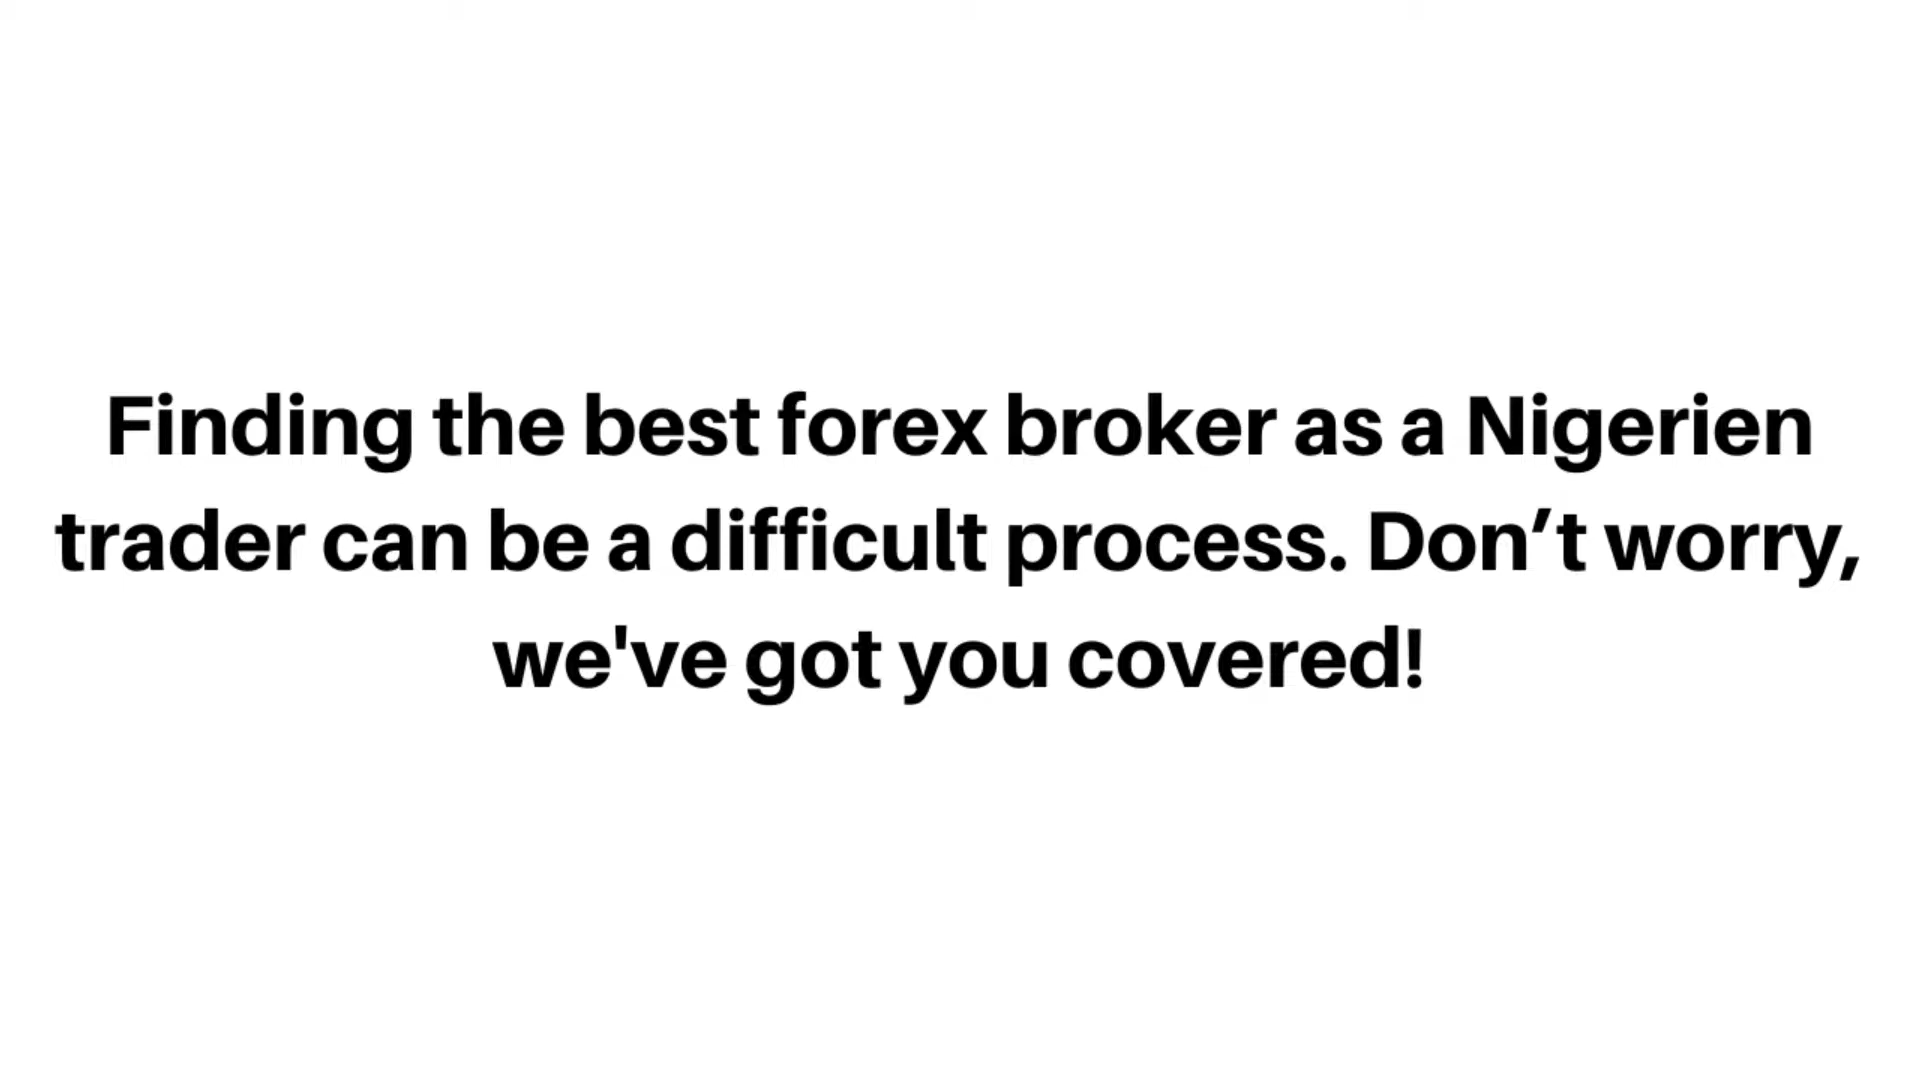 Finding the best forex broker as a Nigerien
trader can be a difficult process. Don’t worry,
we've got you covered!